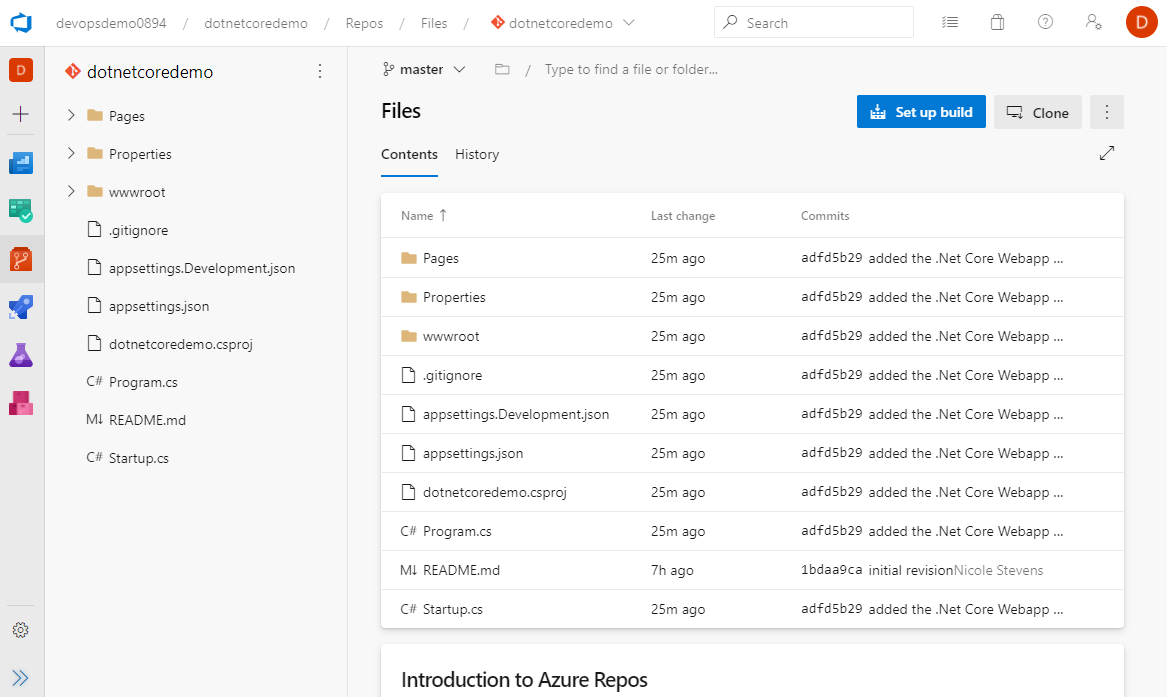 devopsdemo0894 / dotnetcoredemo / Repos / Files / dotnetcoredemo
Search
D
D
dotnetcoredemo
Pages
Properties
wwwroot
.gitignore
appsettings.Development.json
appsettings.json
dotnetcoredemo.csproj
C# Program.cs
M↓ README.md
C# Startup.cs
master / Type to find a file or folder...
Files
Set up build
Clone
Contents History
Name ↑ Last change Commits
Pages 25m ago adfd5b29 added the .Net Core Webapp ...
Properties 25m ago adfd5b29 added the .Net Core Webapp ...
wwwroot 25m ago adfd5b29 added the .Net Core Webapp ...
.gitignore 25m ago adfd5b29 added the .Net Core Webapp ...
appsettings.Development.json 25m ago adfd5b29 added the .Net Core Webapp ...
appsettings.json 25m ago adfd5b29 added the .Net Core Webapp ...
dotnetcoredemo.csproj 25m ago adfd5b29 added the .Net Core Webapp ...
C# Program.cs 25m ago adfd5b29 added the .Net Core Webapp ...
M↓ README.md 7h ago 1bdaa9ca initial revisionNicole Stevens
C# Startup.cs 25m ago adfd5b29 added the .Net Core Webapp ...
Introduction to Azure Repos